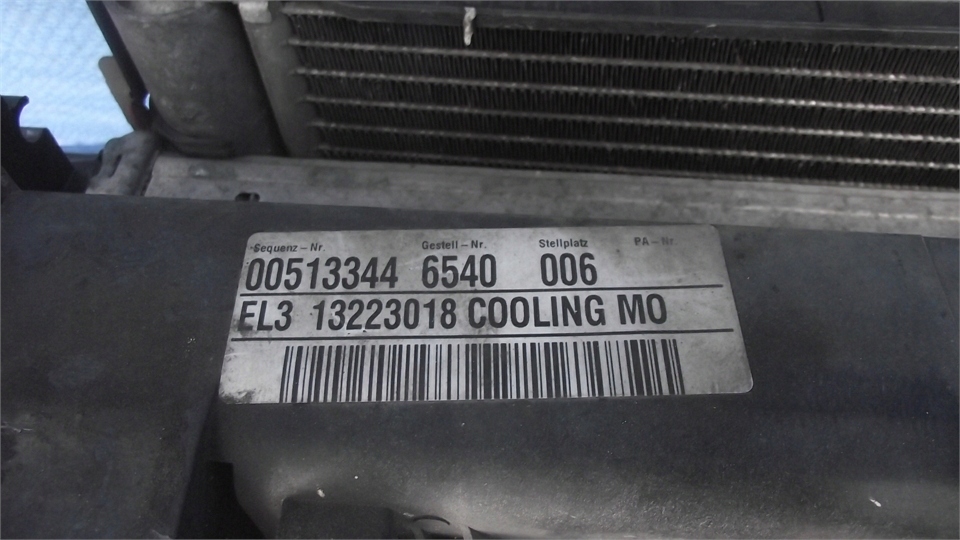 Sequenz-Nr. Gestell-Nr. Stellplatz PA-Nr.
00513344 6540 006
EL3 13223018 COOLING MO